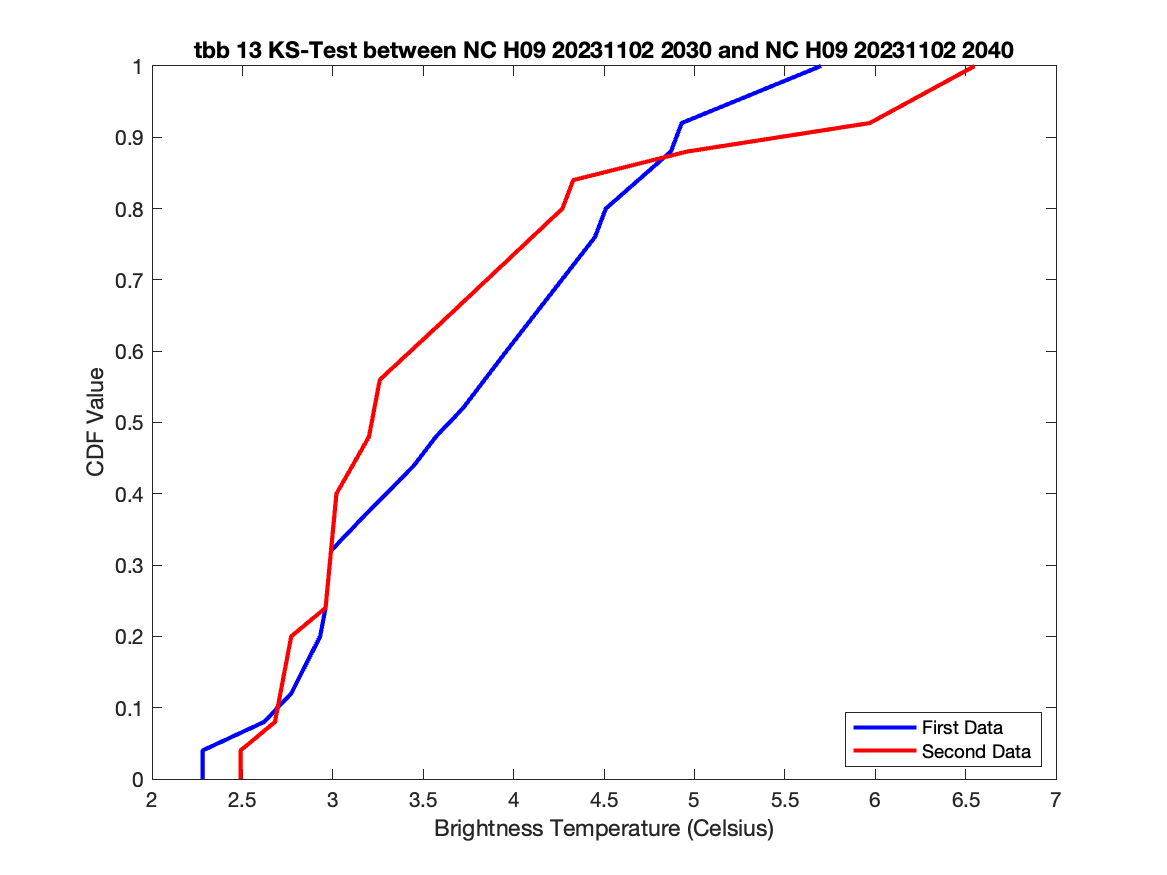 tbb 13 KS-Test between NC H09 20231102 2030 and NC H09 20231102 2040
1
0.9
0.8
0.7
0.6
0.5
0.4
0.3
0.2
0.1
0
CDF Value
2 2.5 3 3.5 4 4.5 5 5.5 6 6.5 7
Brightness Temperature (Celsius)
First Data
Second Data